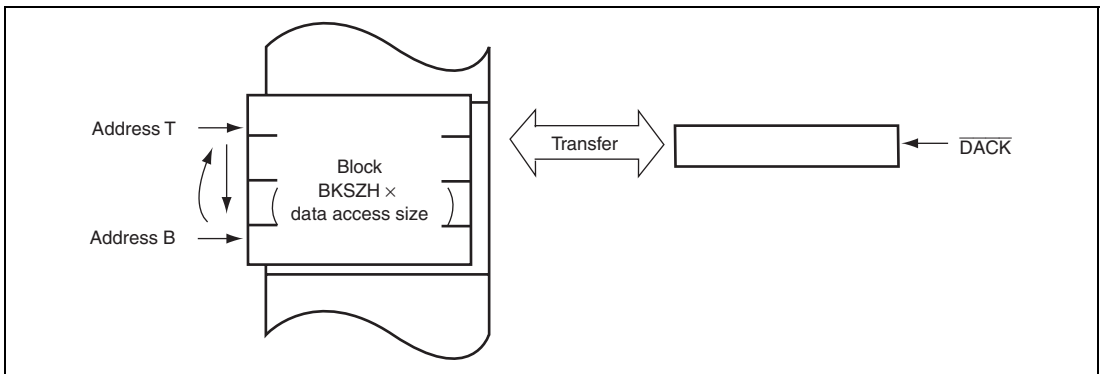 Address T
Block
BKSZH ×
data access size
Address B
Transfer
DACK